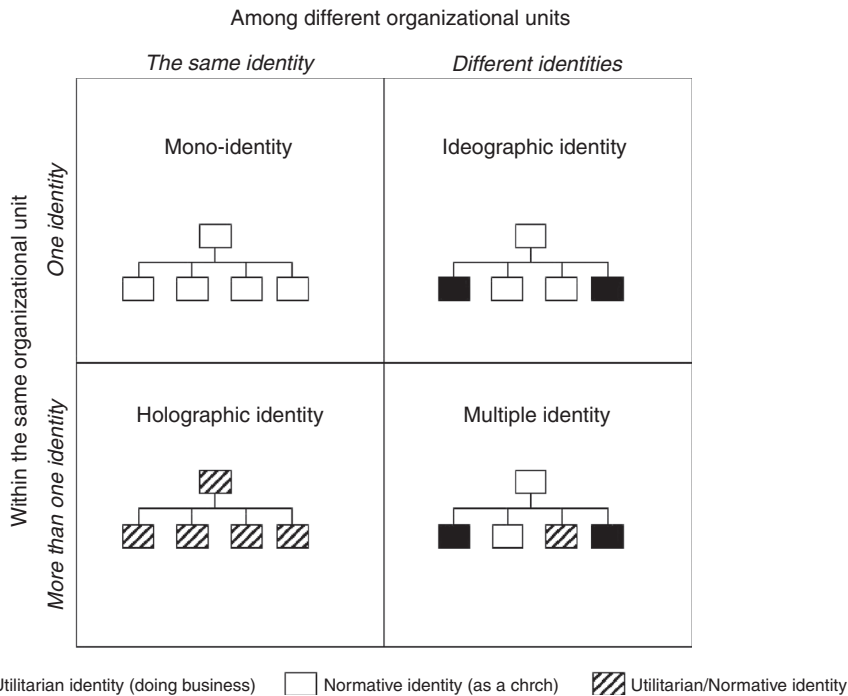 Among different organizational units
The same identity
Different identities
Within the same organizational unit
One identity
More than one identity
Mono-identity
Ideographic identity
Holographic identity
Multiple identity
Utilitarian identity (doing business)
Normative identity (as a chrch)
Utilitarian/Normative identity